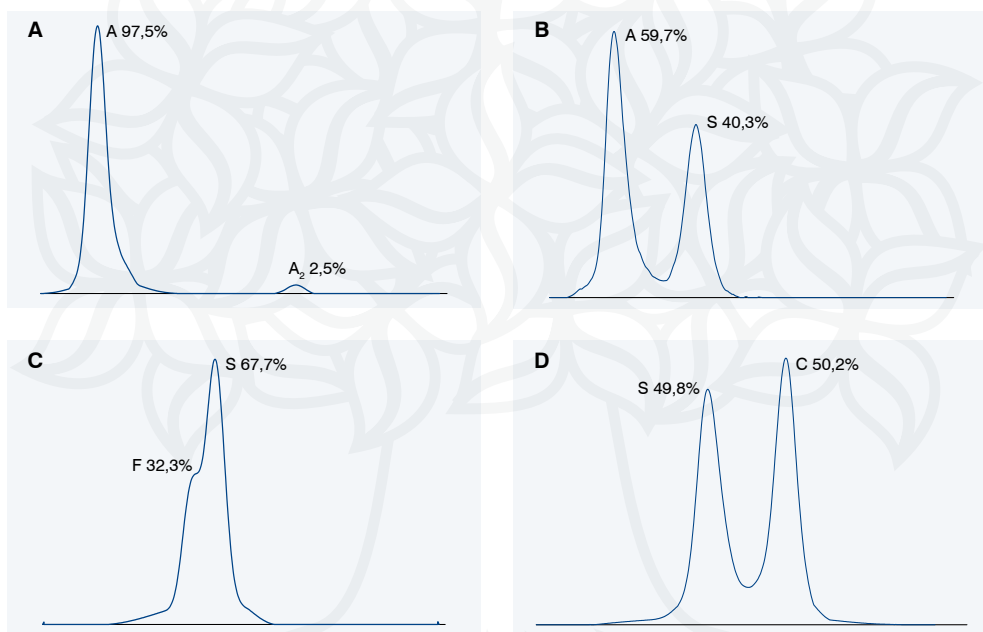 A
A 97,5%
A₂ 2,5%
B
A 59,7%
S 40,3%
C
S 67,7%
F 32,3%
D
C 50,2%
S 49,8%